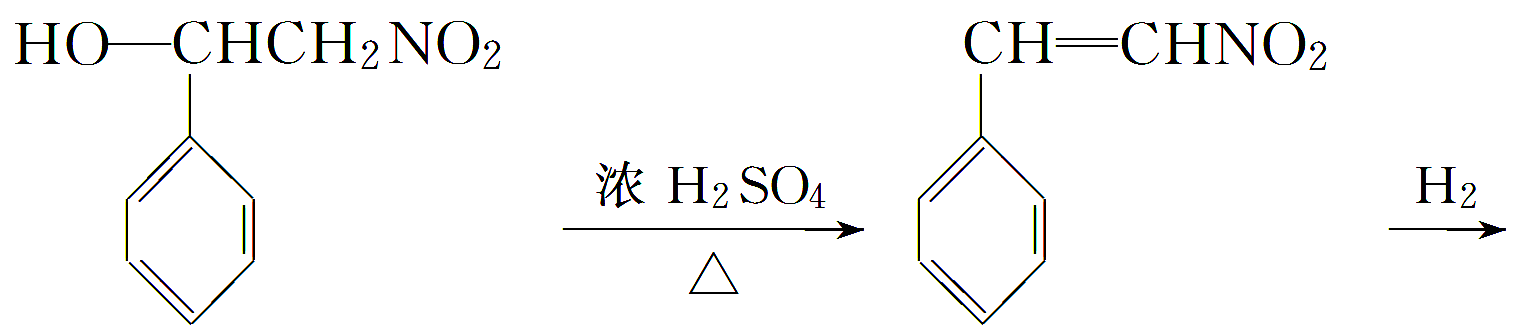 HO—CHCH₂NO₂
CH=CHNO₂
浓 H₂SO₄
△
H₂